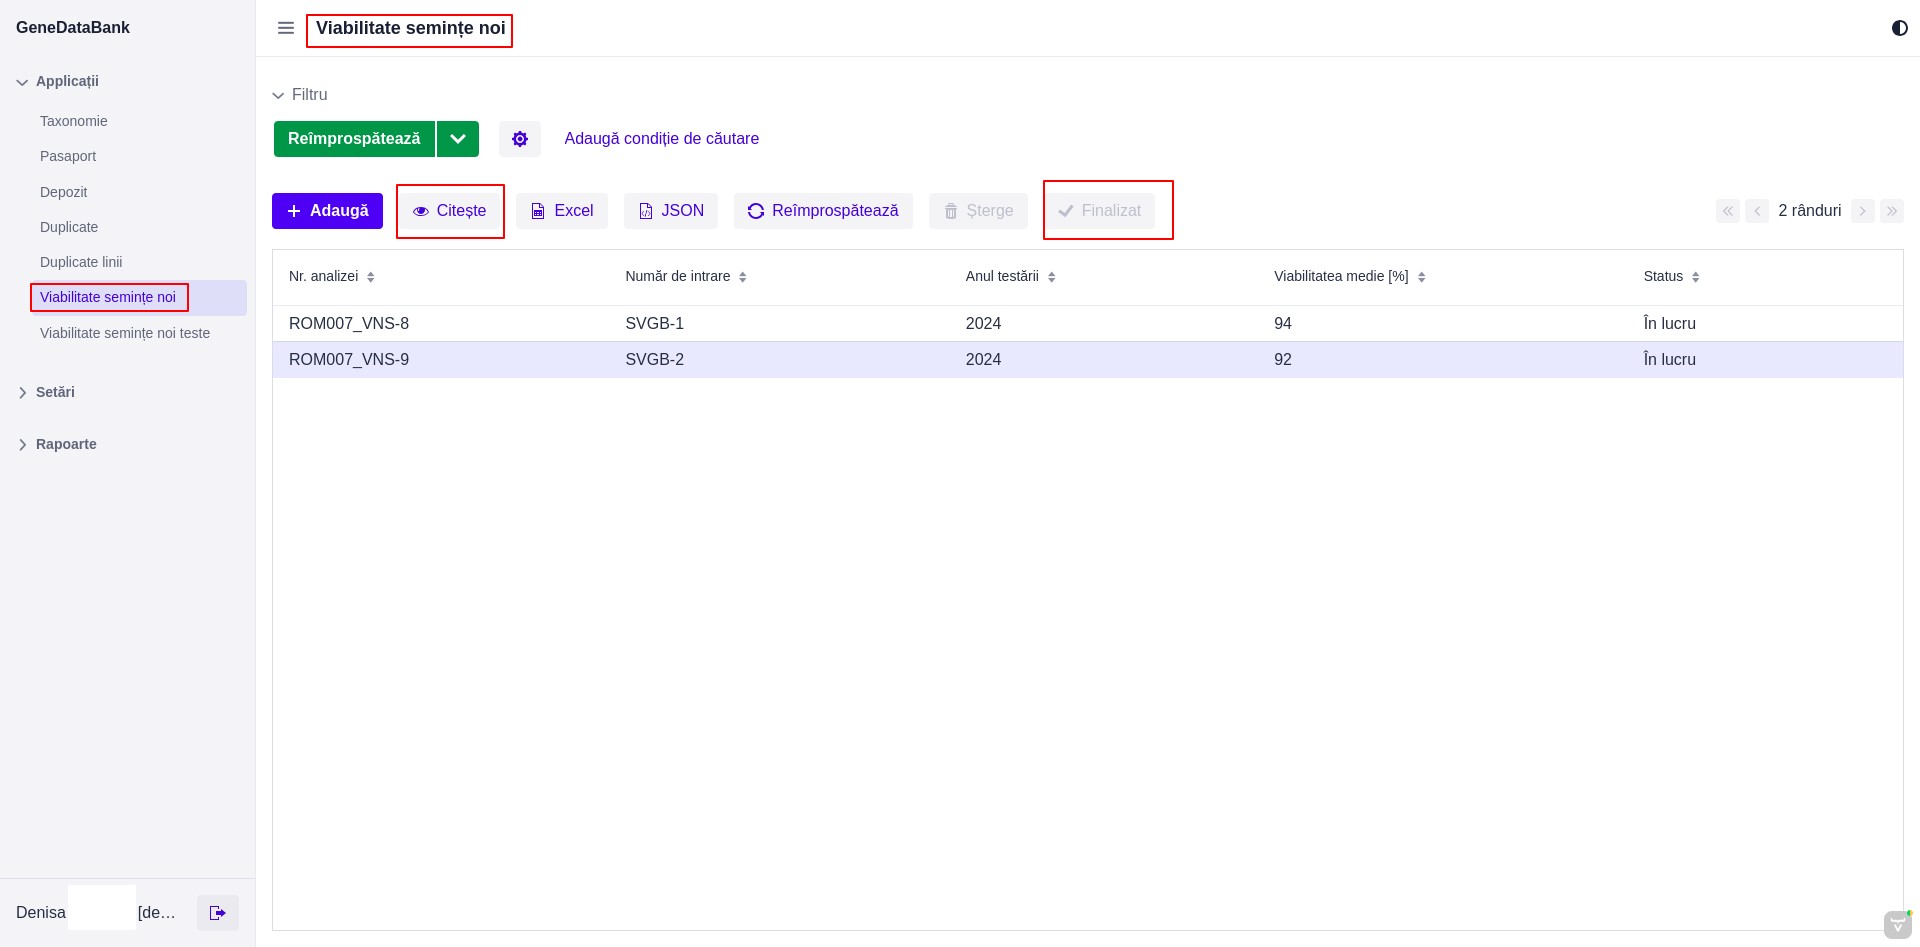 GeneDataBank
Viabilitate semințe noi
Applicații
Taxonomie
Pasaport
Depozit
Duplicate
Duplicate linii
Viabilitate semințe noi
Viabilitate semințe noi teste
Setări
Rapoarte
Denisa [de...
Filtru
Reîmprospătează Adaugă condiție de căutare
Adaugă Citește Excel JSON Reîmprospătează Șterge Finalizat 2 rânduri
Nr. analizei Număr de intrare Anul testării Viabilitatea medie [%] Status
ROM007_VNS-8 SVGB-1 2024 94 În lucru
ROM007_VNS-9 SVGB-2 2024 92 În lucru